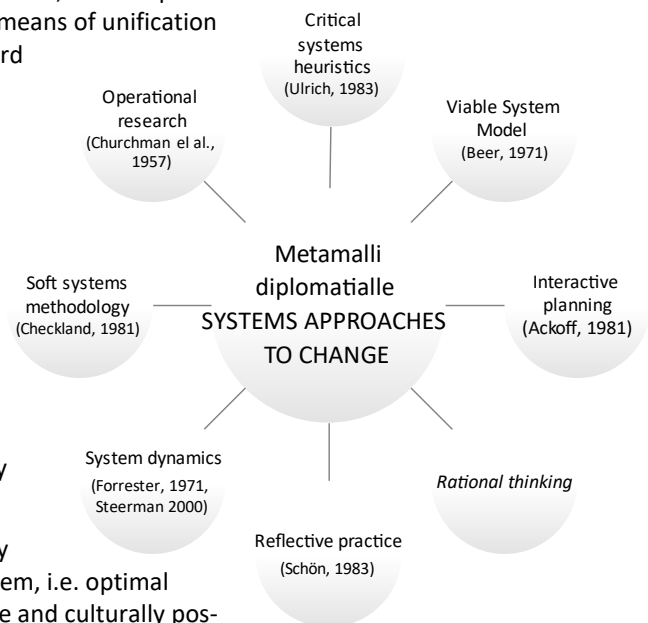 means of unification
rd
Critical
systems
heuristics
(Ulrich, 1983)
Operational
research
(Churchman el al.,
1957)
Viable System
Model
(Beer, 1971)
Soft systems
methodology
(Checkland, 1981)
Metamalli
diplomatialle
SYSTEMS APPROACHES
TO CHANGE
Interactive
planning
(Ackoff, 1981)
System dynamics
(Forrester, 1971,
Steerman 2000)
Rational thinking
Reflective practice
(Schön, 1983)
y
y
em, i.e. optimal
e and culturally pos-